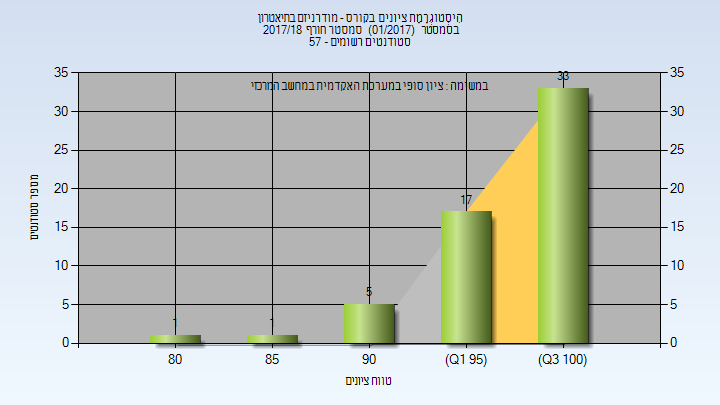 היסטוגרמת ציונים בקורס - מודרניזם בתיאטרון
בסמסטר (01/2017) סמסטר חורף 2017/18
סטודנטים רשומים - 57
במשימה : ציון סופי במערכת האקדמית במחשב המרכזי
מספר סטודנטים
35 35
30 30
25 25
20 20
15 15
10 10
5 5
0 0
1 1 5 17 33
80 85 90 (Q1 95) (Q3 100)
טווח ציונים